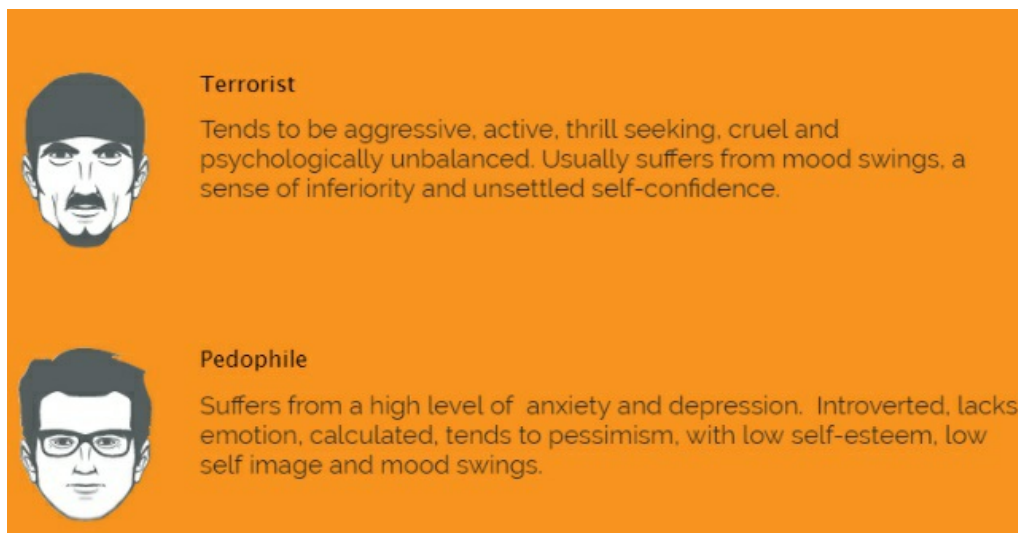 Terrorist
Tends to be aggressive, active, thrill seeking, cruel and
psychologically unbalanced. Usually suffers from mood swings, a
sense of inferiority and unsettled self-confidence.
Pedophile
Suffers from a high level of  anxiety and depression.  Introverted, lacks
emotion, calculated, tends to pessimism, with low self-esteem, low
self image and mood swings.